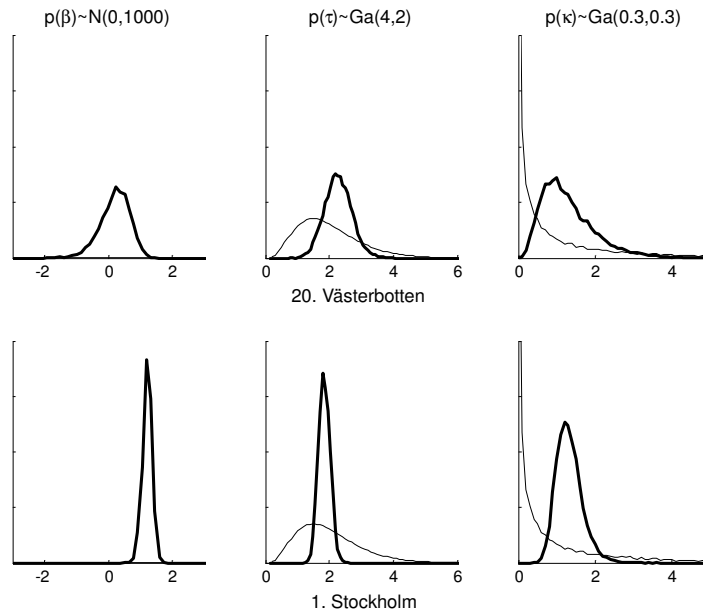 p(β)~N(0,1000) p(τ)~Ga(4,2) p(κ)~Ga(0.3,0.3)
-2 0 2 0 2 4 6 0 2 4
20. Västerbotten
-2 0 2 0 2 4 6 0 2 4
1. Stockholm